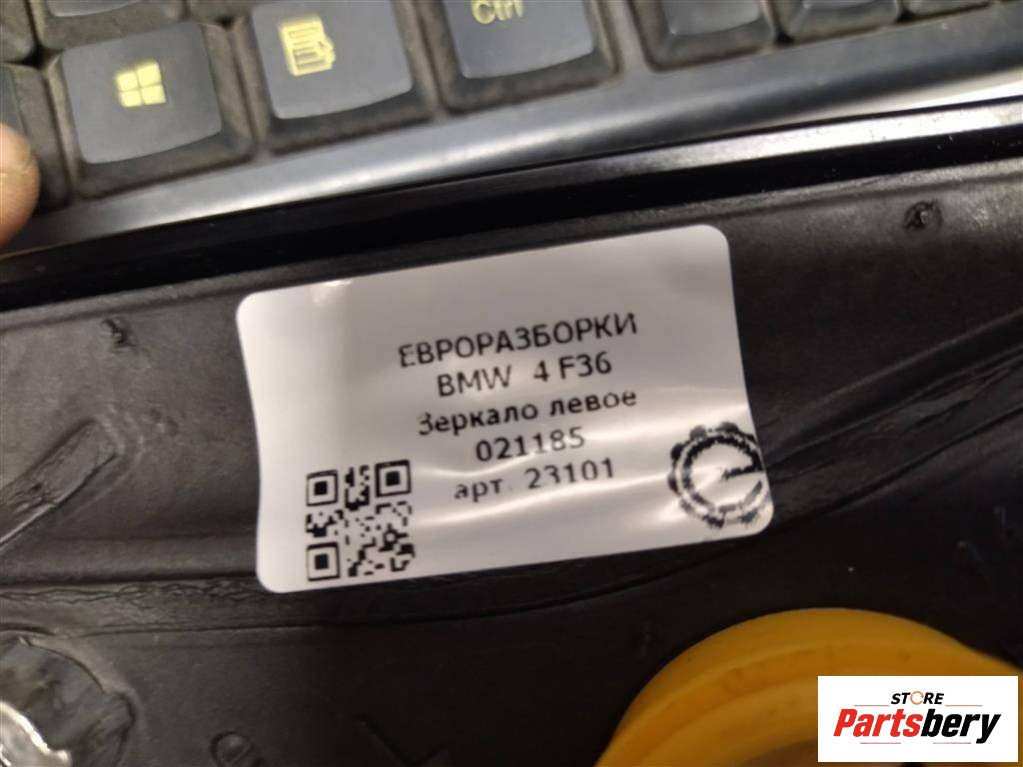 Ctrl
ЕВРОРАЗБОРКИ
BMW 4 F36
Зеркало левое
021185
арт. 23101
STORE
Partsbery